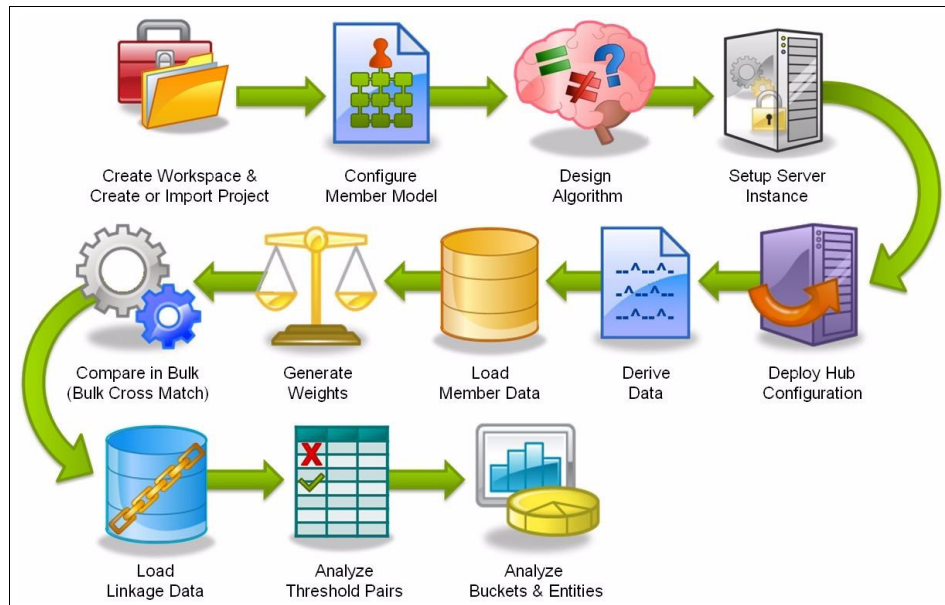 Create Workspace &
Create or Import Project
Configure
Member Model
Design
Algorithm
Setup Server
Instance
Compare in Bulk
(Bulk Cross Match)
Generate
Weights
Load
Member Data
Derive
Data
Deploy Hub
Configuration
Load
Linkage Data
Analyze
Threshold Pairs
Analyze
Buckets & Entities